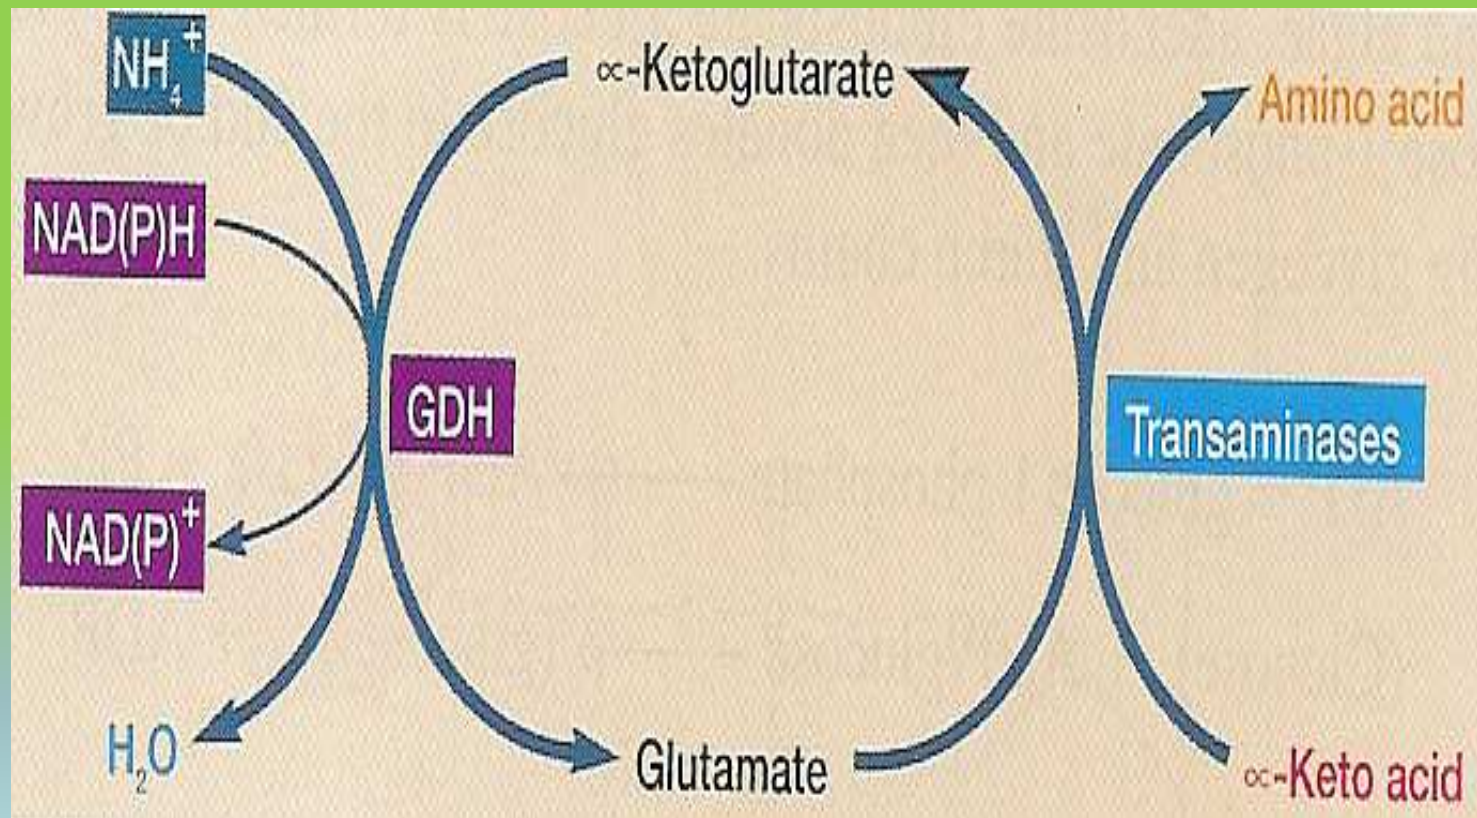 NH₄⁺
∝-Ketoglutarate
Amino acid
NAD(P)H
GDH
Transaminases
NAD(P)⁺
H₂O
Glutamate
∝-Keto acid